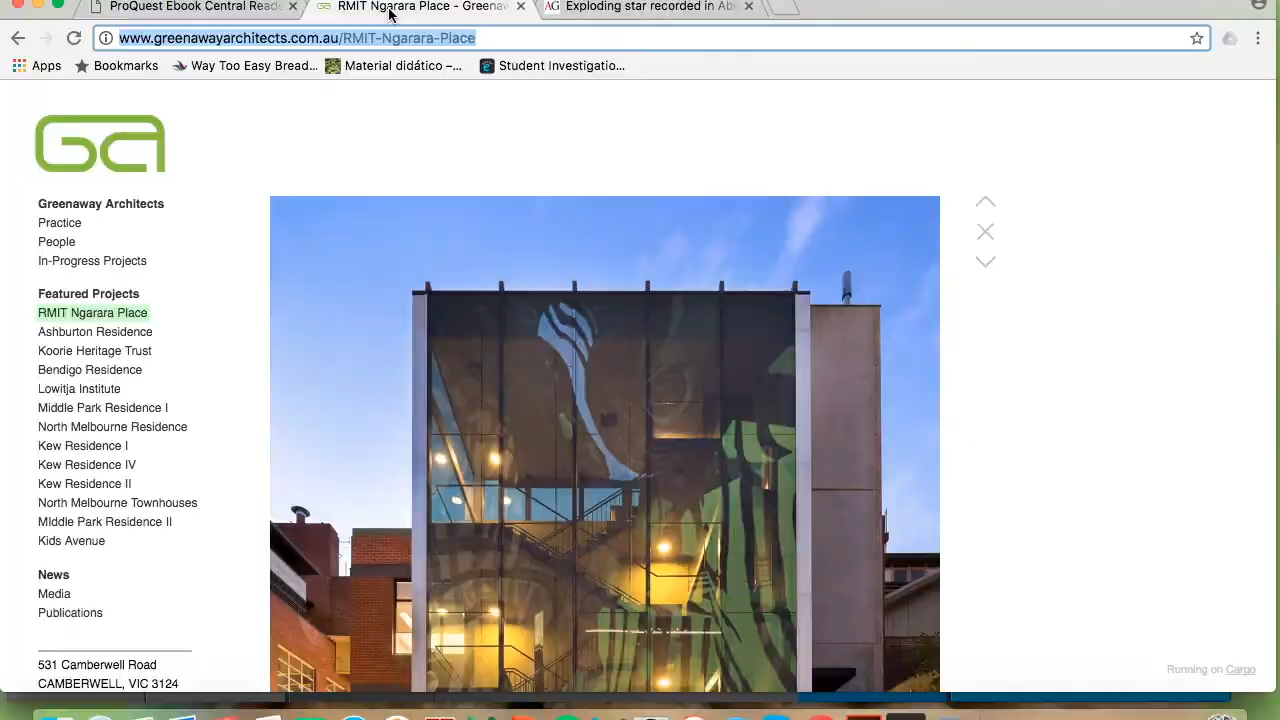 ProQuest Ebook Central Read
RMIT Ngarara Place - Greenaw
AG Exploding star recorded in Ab
www.greenawayarchitects.com.au/RMIT-Ngarara-Place
Apps
Bookmarks
Way Too Easy Bread...
Material didático –...
Student Investigatio...
GA
Greenaway Architects
Practice
People
In-Progress Projects
Featured Projects
RMIT Ngarara Place
Ashburton Residence
Koorie Heritage Trust
Bendigo Residence
Lowitja Institute
Middle Park Residence I
North Melbourne Residence
Kew Residence I
Kew Residence IV
Kew Residence II
North Melbourne Townhouses
MIddle Park Residence II
Kids Avenue
News
Media
Publications
531 Camberwell Road
CAMBERWELL, VIC 3124
Running on Cargo